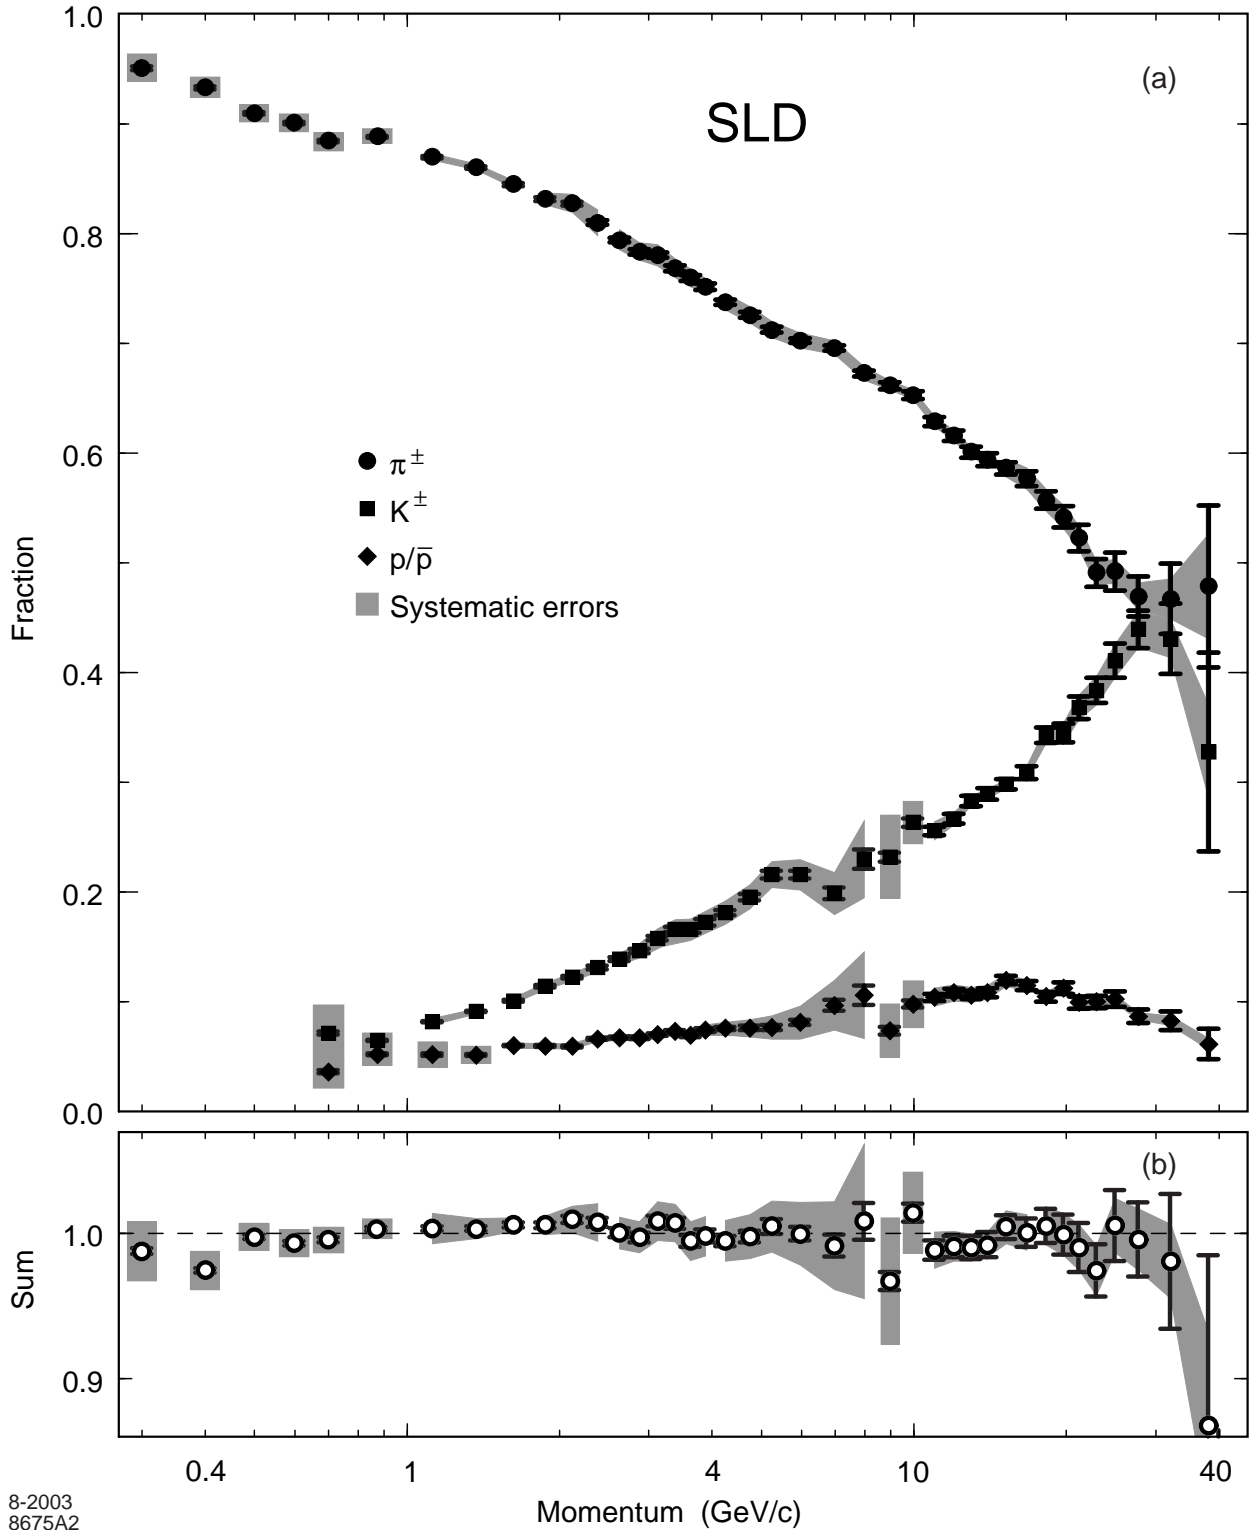 1.0
(a)
SLD
0.8
0.6
π±
K±
p/p̄
Systematic errors
Fraction
0.4
0.2
0.0
(b)
1.0
Sum
0.9
0.4 1 4 10 40
Momentum (GeV/c)
8-2003
8675A2